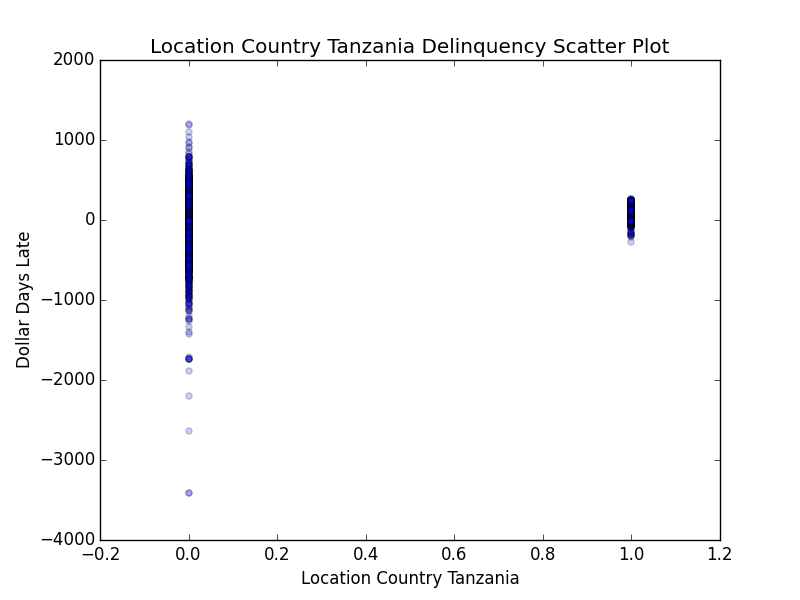 Location Country Tanzania Delinquency Scatter Plot
2000
1000
0
−1000
−2000
−3000
−4000
Dollar Days Late
−0.2 0.0 0.2 0.4 0.6 0.8 1.0 1.2
Location Country Tanzania